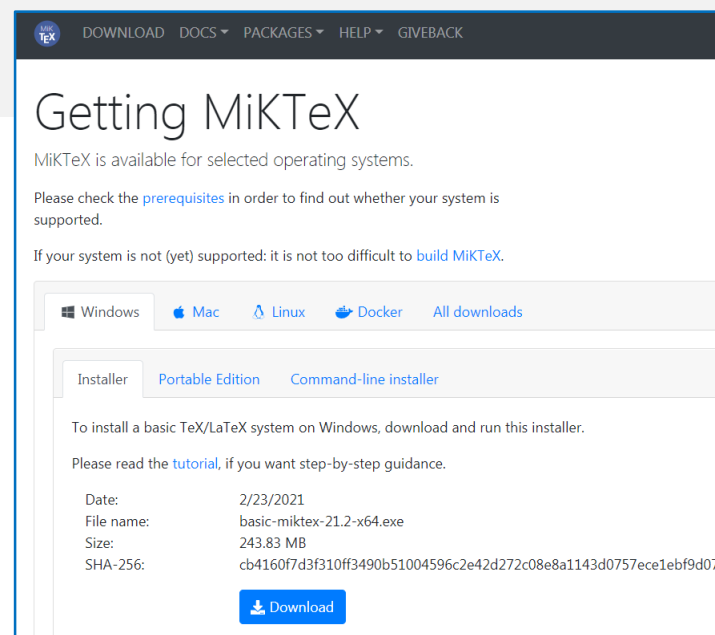 MiK
TEX
DOWNLOAD DOCS PACKAGES HELP GIVEBACK
Getting MiKTeX
MiKTeX is available for selected operating systems.
Please check the prerequisites in order to find out whether your system is
supported.
If your system is not (yet) supported: it is not too difficult to build MiKTeX.
Windows Mac Linux Docker All downloads
Installer Portable Edition Command-line installer
To install a basic TeX/LaTeX system on Windows, download and run this installer.
Please read the tutorial, if you want step-by-step guidance.
Date: 2/23/2021
File name: basic-miktex-21.2-x64.exe
Size: 243.83 MB
SHA-256: cb4160f7d3f310ff3490b51004596c2e42d272c08e8a1143d0757ece1ebf9d07
Download